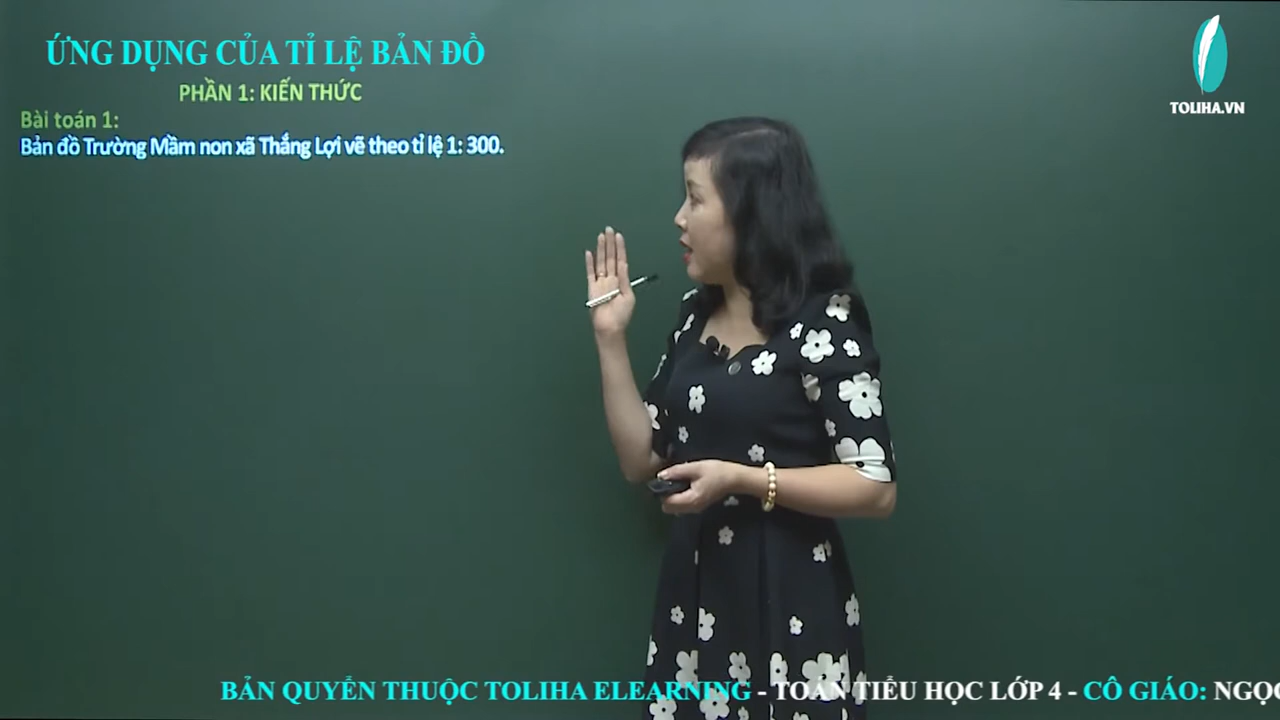 ỨNG DỤNG CỦA TỈ LỆ BẢN ĐỒ
PHẦN 1: KIẾN THỨC
Bài toán 1:
Bản đồ Trường Mầm non xã Thắng Lợi vẽ theo tỉ lệ 1: 300.
TOLIHA.VN
BẢN QUYỀN THUỘC TOLIHA ELEARNING - TOÁN TIỂU HỌC LỚP 4 - CÔ GIÁO: NGỌC